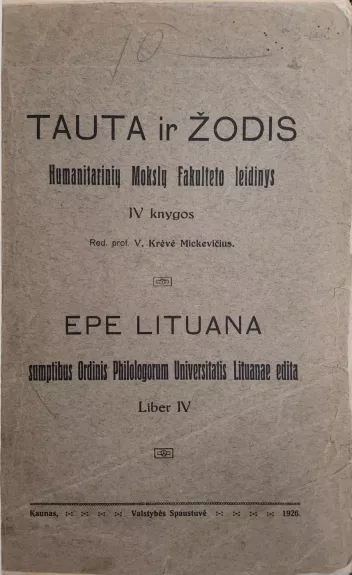 10
TAUTA ir ŽODIS
Humanitarinių Mokslų Fakulteto leidinys
IV knygos
Red. prof. V. Krėvė Mickevičius.
EPE LITUANA
sumptibus Ordinis Philologorum Universitatis Lituanae edita
Liber IV
Kaunas, Valstybės Spaustuvė 1926.